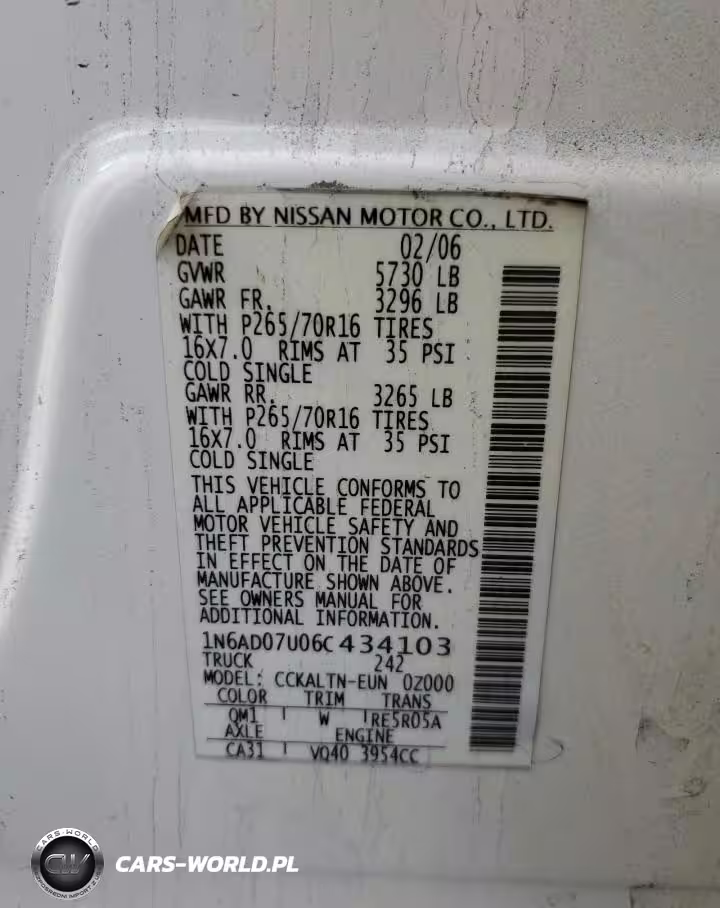 MFD BY NISSAN MOTOR CO., LTD.
DATE 02/06
GVWR 5730 LB
GAWR FR. 3296 LB
WITH P265/70R16 TIRES
16X7.0 RIMS AT 35 PSI
COLD SINGLE
GAWR RR. 3265 LB
WITH P265/70R16 TIRES
16X7.0 RIMS AT 35 PSI
COLD SINGLE
THIS VEHICLE CONFORMS TO
ALL APPLICABLE FEDERAL
MOTOR VEHICLE SAFETY AND
THEFT PREVENTION STANDARDS
IN EFFECT ON THE DATE OF
MANUFACTURE SHOWN ABOVE.
SEE OWNERS MANUAL FOR
ADDITIONAL INFORMATION.
1N6AD07U06C434103
TRUCK 242
MODEL: CCKALTN-EUN 0Z000
COLOR TRIM TRANS
QM1 W RE5R05A
AXLE ENGINE
CA31 VQ40 3954CC
CARS-WORLD
CW
CARS-WORLD.PL